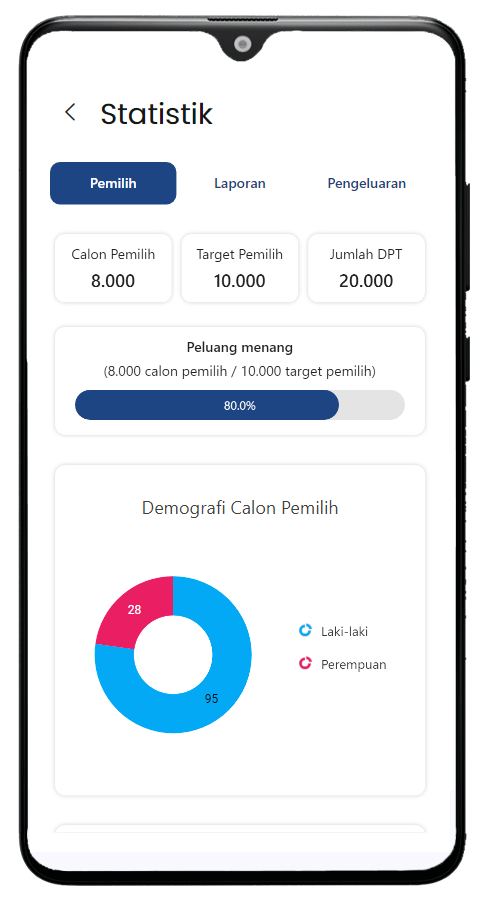 Statistik
Pemilih
Laporan
Pengeluaran
Calon Pemilih
8.000
Target Pemilih
10.000
Jumlah DPT
20.000
Peluang menang
(8.000 calon pemilih / 10.000 target pemilih)
80.0%
Demografi Calon Pemilih
28
95
Laki-laki
Perempuan